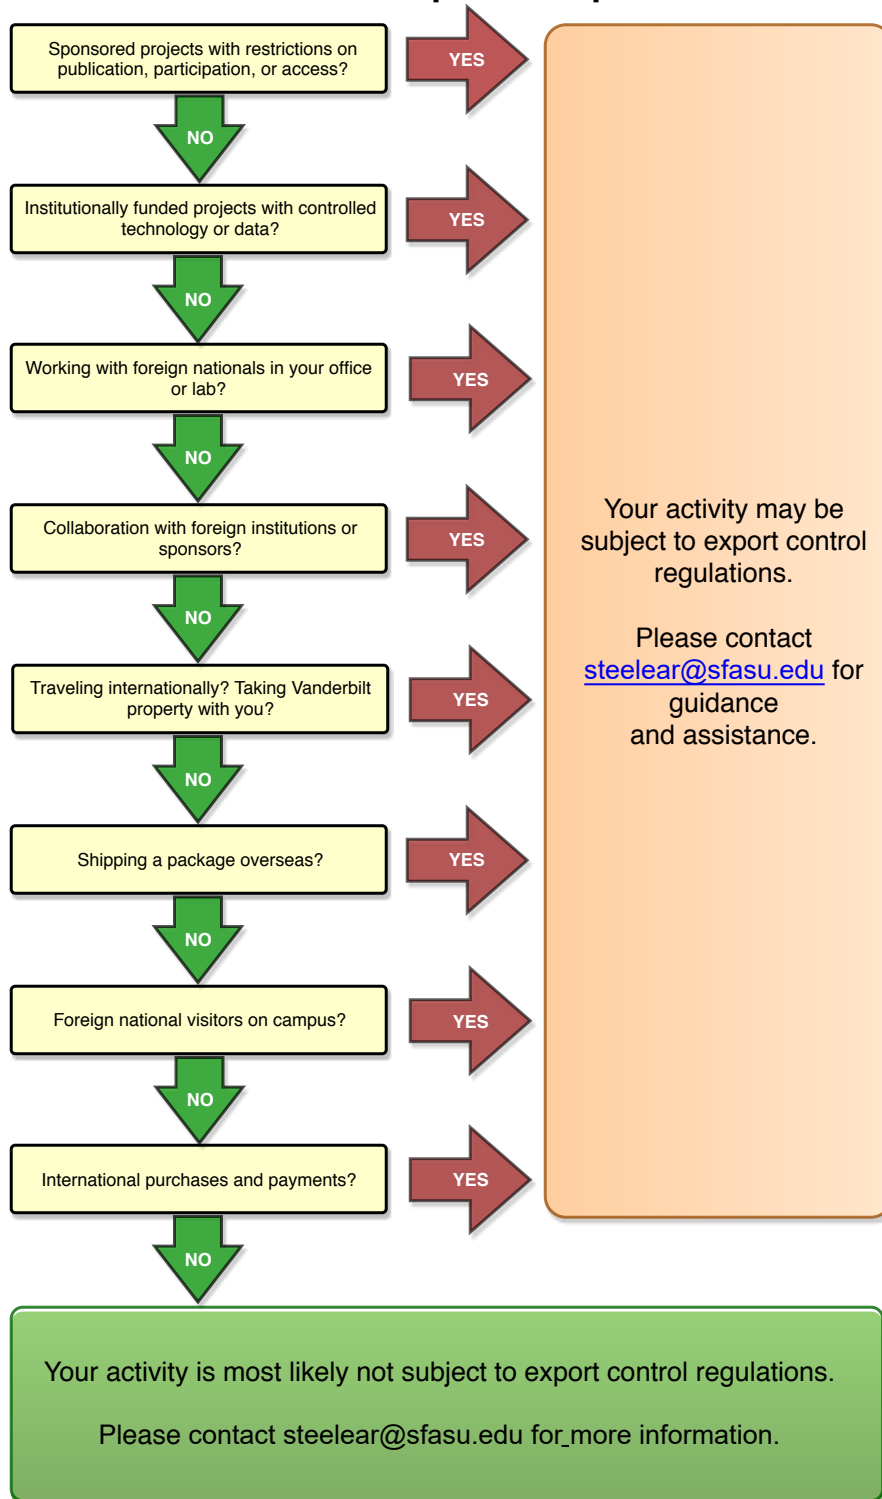 Sponsored projects with restrictions on
publication, participation, or access?
YES
NO
Institutionally funded projects with controlled
technology or data?
YES
NO
Working with foreign nationals in your office
or lab?
YES
NO
Collaboration with foreign institutions or
sponsors?
YES
NO
Traveling internationally? Taking Vanderbilt
property with you?
YES
NO
Shipping a package overseas?
YES
NO
Foreign national visitors on campus?
YES
NO
International purchases and payments?
YES
NO
Your activity may be
subject to export control
regulations.
Please contact
steelear@sfasu.edu for
guidance
and assistance.
Your activity is most likely not subject to export control regulations.
Please contact steelear@sfasu.edu for more information.